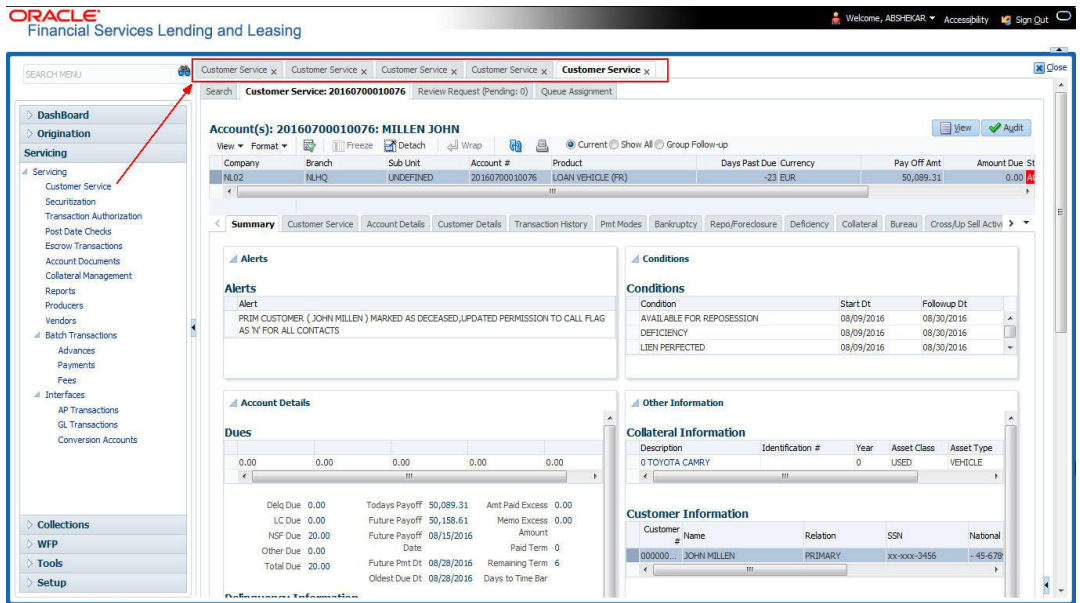 ORACLE
Financial Services Lending and Leasing
Welcome, ABSHEKAR Accessibility Sign Out
SEARCH MENU
Customer Service x Customer Service x Customer Service x Customer Service x Customer Service x
Close
Search Customer Service: 20160700010076 Review Request (Pending: 0) Queue Assignment
DashBoard
Origination
Servicing
Servicing
Customer Service
Securitization
Transaction Authorization
Post Date Checks
Escrow Transactions
Account Documents
Collateral Management
Reports
Producers
Vendors
Batch Transactions
Advances
Payments
Fees
Interfaces
AP Transactions
GL Transactions
Conversion Accounts
Collections
WFP
Tools
Setup
Account(s): 20160700010076: MILLEN JOHN
View Audit
View Format Freeze Detach Wrap Current Show All Group Follow-up
Company Branch Sub Unit Account # Product Days Past Due Currency Pay Off Amt Amount Due St
NL02 NLHQ UNDEFINED 20160700010076 LOAN VEHICLE (FR) -23 EUR 50,089.31 0.00
Summary Customer Service Account Details Customer Details Transaction History Pmt Modes Bankruptcy Repo/Foreclosure Deficiency Collateral Bureau Cross/Up Sell Activi
Alerts
Alerts
Alert
PRIM CUSTOMER ( JOHN MILLEN ) MARKED AS DECEASED,UPDATED PERMISSION TO CALL FLAG
AS 'N' FOR ALL CONTACTS
Conditions
Conditions
Condition Start Dt Followup Dt
AVAILABLE FOR REPOSESSION 08/09/2016 08/30/2016
DEFICIENCY 08/09/2016 08/30/2016
LIEN PERFECTED 08/09/2016 08/30/2016
Account Details
Dues
0.00 0.00 0.00 0.00 0.00
Delq Due 0.00 Todays Payoff 50,089.31 Amt Paid Excess 0.00
LC Due 0.00 Future Payoff 50,158.61 Memo Excess 0.00
Amount
NSF Due 20.00 Future Payoff 08/15/2016
Date
Other Due 0.00 Paid Term 0
Total Due 20.00 Future Pmt Dt 08/28/2016 Remaining Term 6
Oldest Due Dt 08/28/2016 Days to Time Bar
Delinquency Information
Other Information
Collateral Information
Description Identification # Year Asset Class Asset Type
0 TOYOTA CAMRY 0 USED VEHICLE
Customer Information
Customer # Name Relation SSN National
000000... JOHN MILLEN PRIMARY xx-xxx-3456 - 45-678